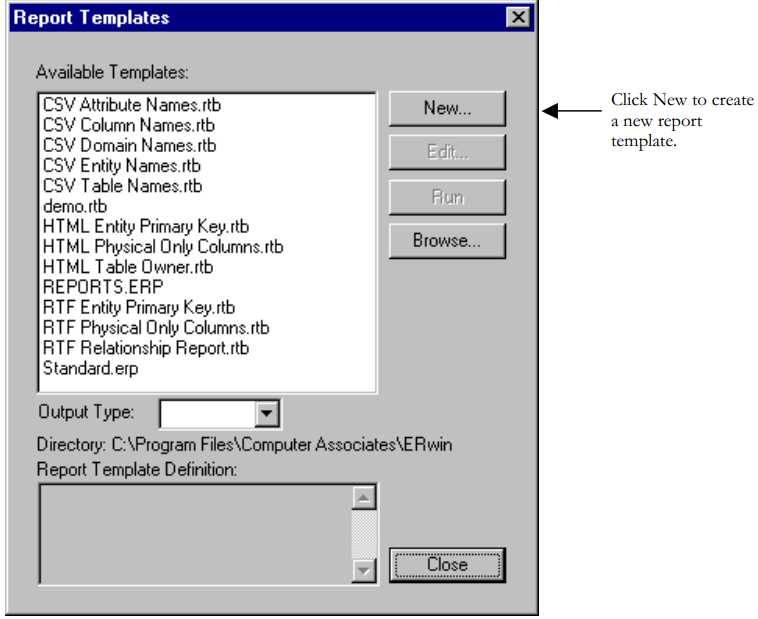 Report Templates
Available Templates:
CSV Attribute Names.rtb
CSV Column Names.rtb
CSV Domain Names.rtb
CSV Entity Names.rtb
CSV Table Names.rtb
demo.rtb
HTML Entity Primary Key.rtb
HTML Physical Only Columns.rtb
HTML Table Owner.rtb
REPORTS.ERP
RTF Entity Primary Key.rtb
RTF Physical Only Columns.rtb
RTF Relationship Report.rtb
Standard.erp
New...
Edit...
Run
Browse...
Click New to create
a new report
template.
Output Type:
Directory: C:\Program Files\Computer Associates\ERwin
Report Template Definition:
Close